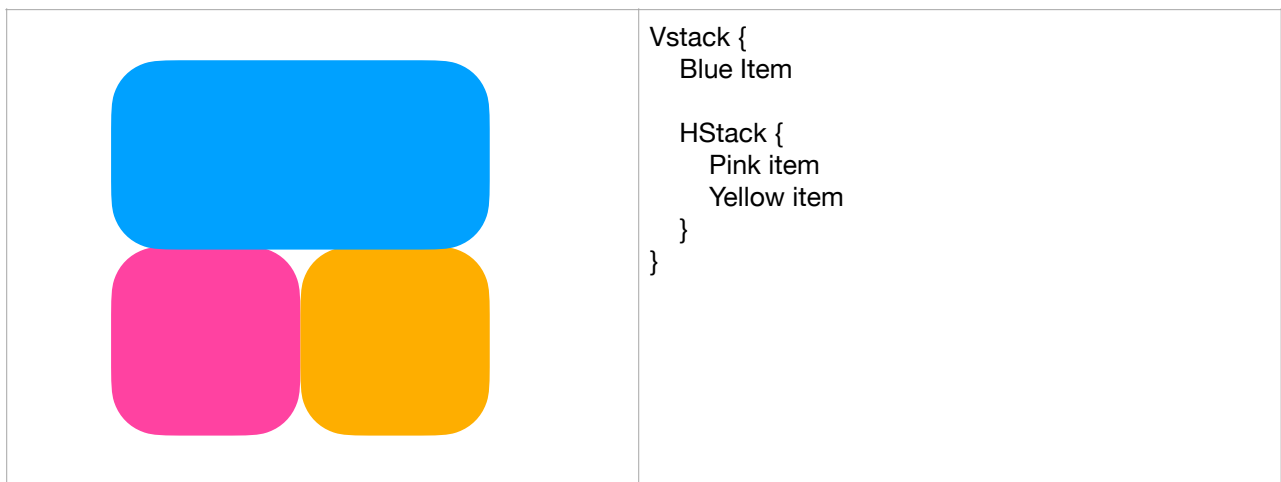 Vstack {
Blue Item
HStack {
Pink item
Yellow item
}
}